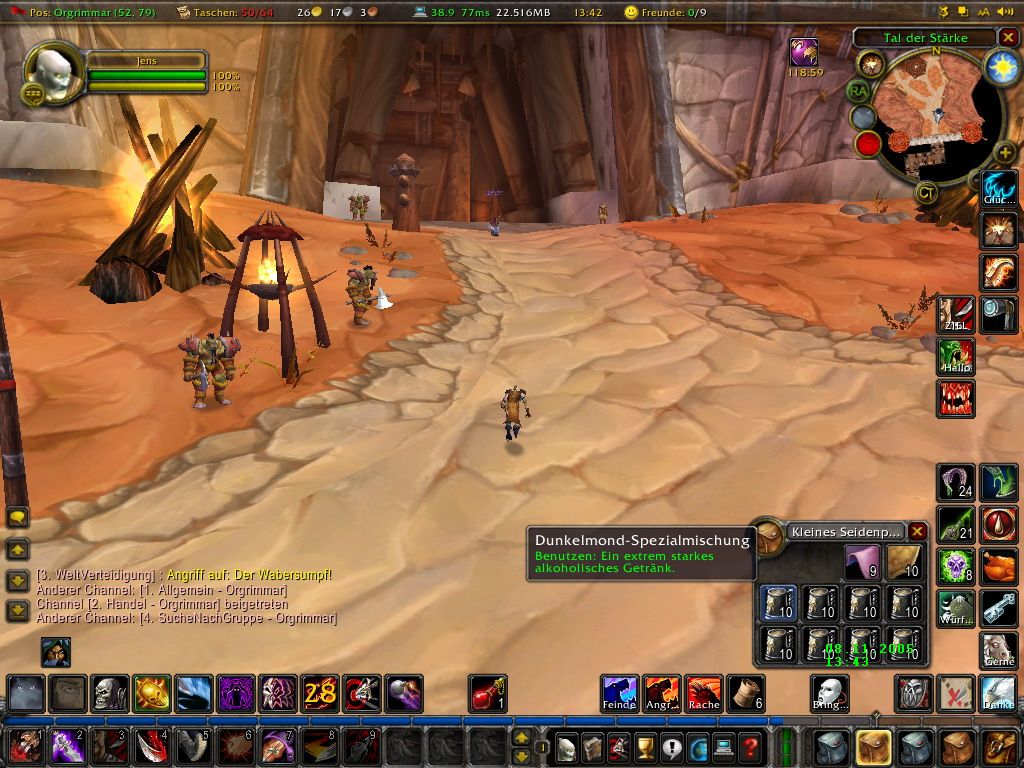 Pos: Orgrimmar (52, 79) Taschen: 50/64 26 17 3 38.9 77ms 22.516MB 13:42 Freunde: 0/9
Tal der Stärke
Jens
100%
100%
zzz
118:59
N
RA
CT
Glüc...
ZIEL
Hallo
24
21
8
Würf...
Gerne
Dunkelmond-Spezialmischung
Benutzen: Ein extrem starkes
alkoholisches Getränk.
Kleines Seidenp...
9 10
10 10 10 10
10 10 10 10
08.11.2005
13:43
[3. WeltVerteidigung] : Angriff auf: Der Wabersumpf!
Anderer Channel: [1. Allgemein - Orgrimmar]
Channel [2. Handel - Orgrimmar] beigetreten
Anderer Channel: [4. SucheNachGruppe - Orgrimmar]
28
1
Feinde Angr... Rache 6
Bring...
Danke
1 2 3 4 5 6 7 8 9
1